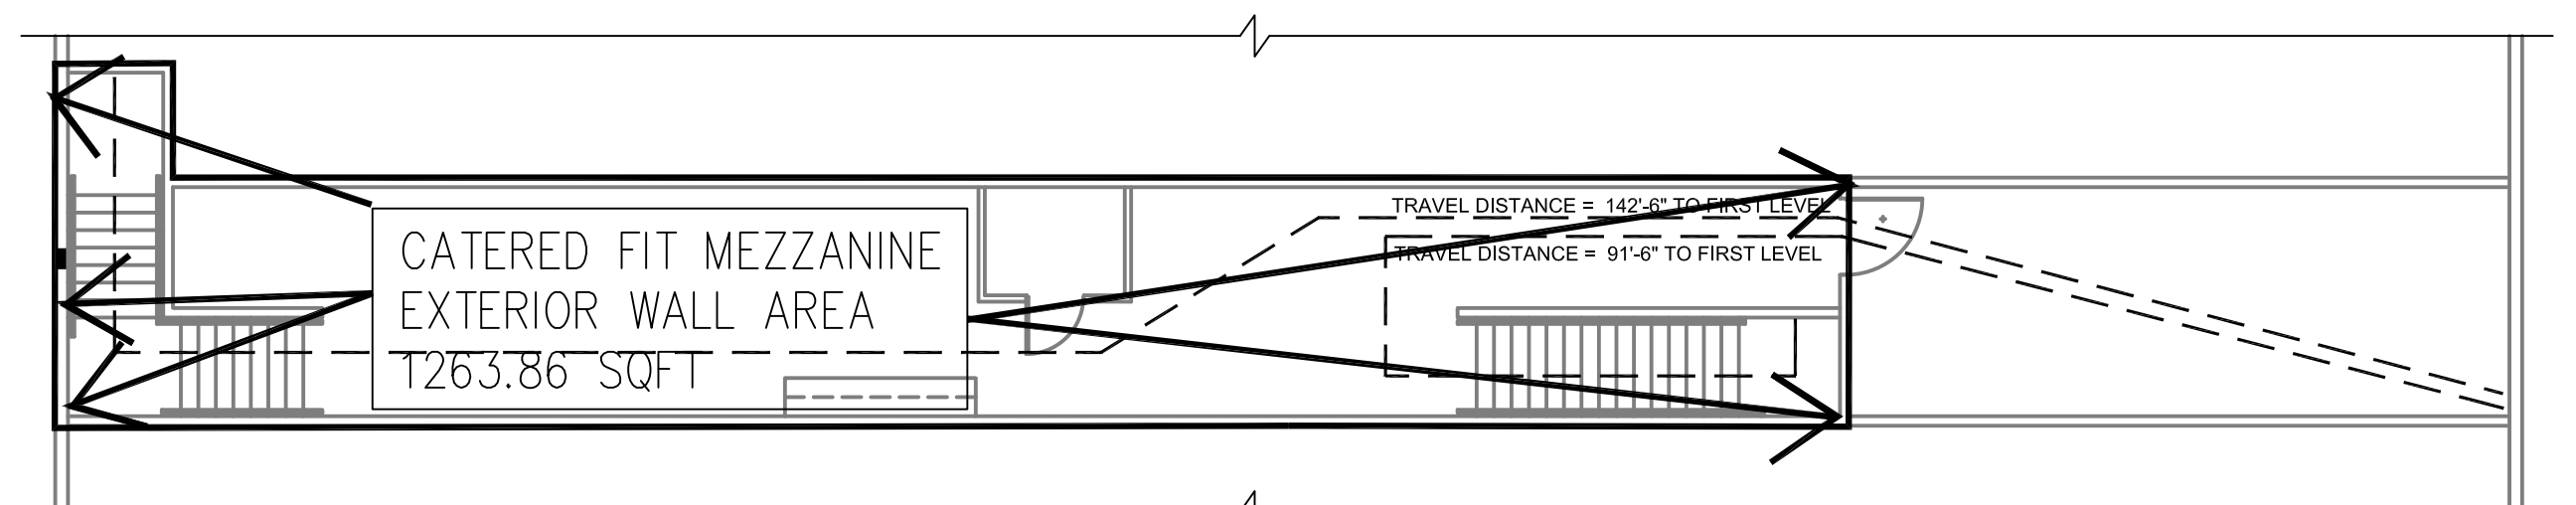 TRAVEL DISTANCE =  142'-6" TO FIRST LEVEL
TRAVEL DISTANCE =  91'-6" TO FIRST LEVEL
CATERED FIT MEZZANINE
EXTERIOR WALL AREA
1263.86 SQFT